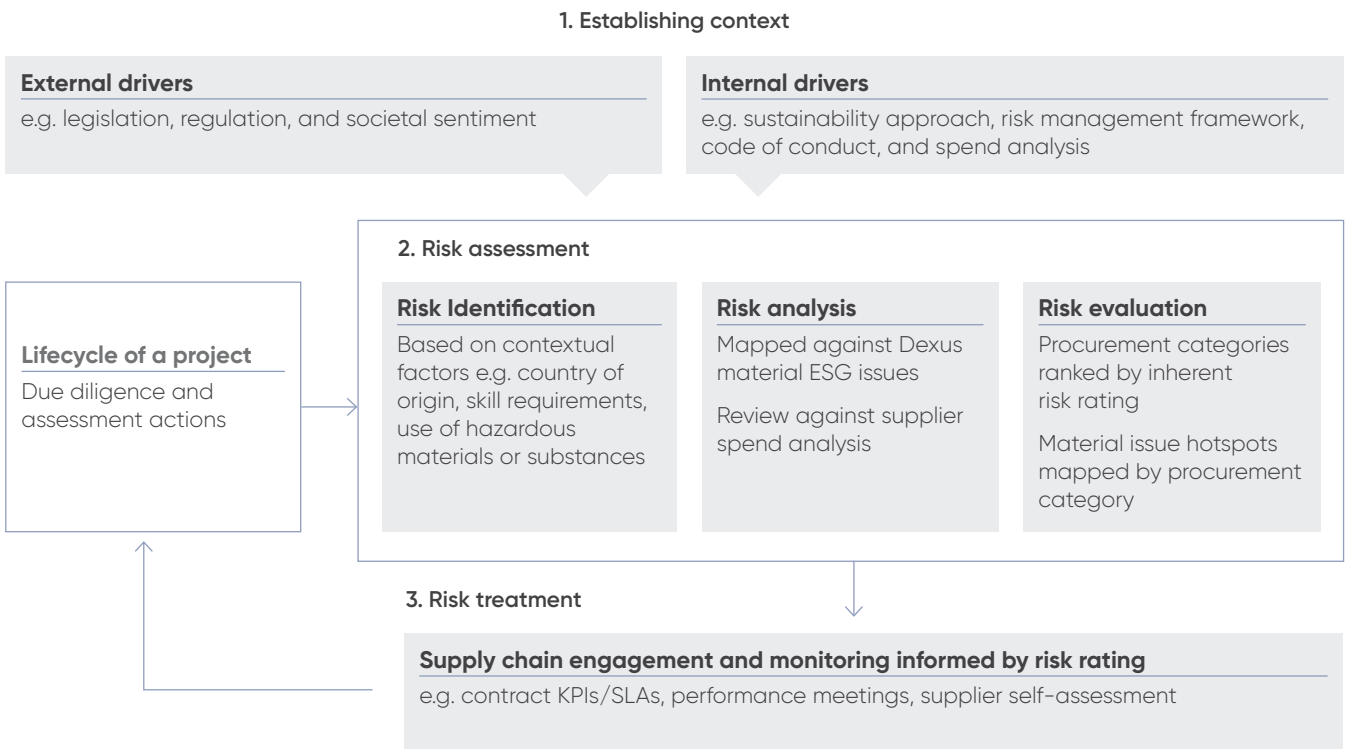 1. Establishing context
External drivers
e.g. legislation, regulation, and societal sentiment
Internal drivers
e.g. sustainability approach, risk management framework,
code of conduct, and spend analysis
2. Risk assessment
Lifecycle of a project
Due diligence and
assessment actions
Risk Identification
Based on contextual
factors e.g. country of
origin, skill requirements,
use of hazardous
materials or substances
Risk analysis
Mapped against Dexus
material ESG issues
Review against supplier
spend analysis
Risk evaluation
Procurement categories
ranked by inherent
risk rating
Material issue hotspots
mapped by procurement
category
3. Risk treatment
Supply chain engagement and monitoring informed by risk rating
e.g. contract KPIs/SLAs, performance meetings, supplier self-assessment